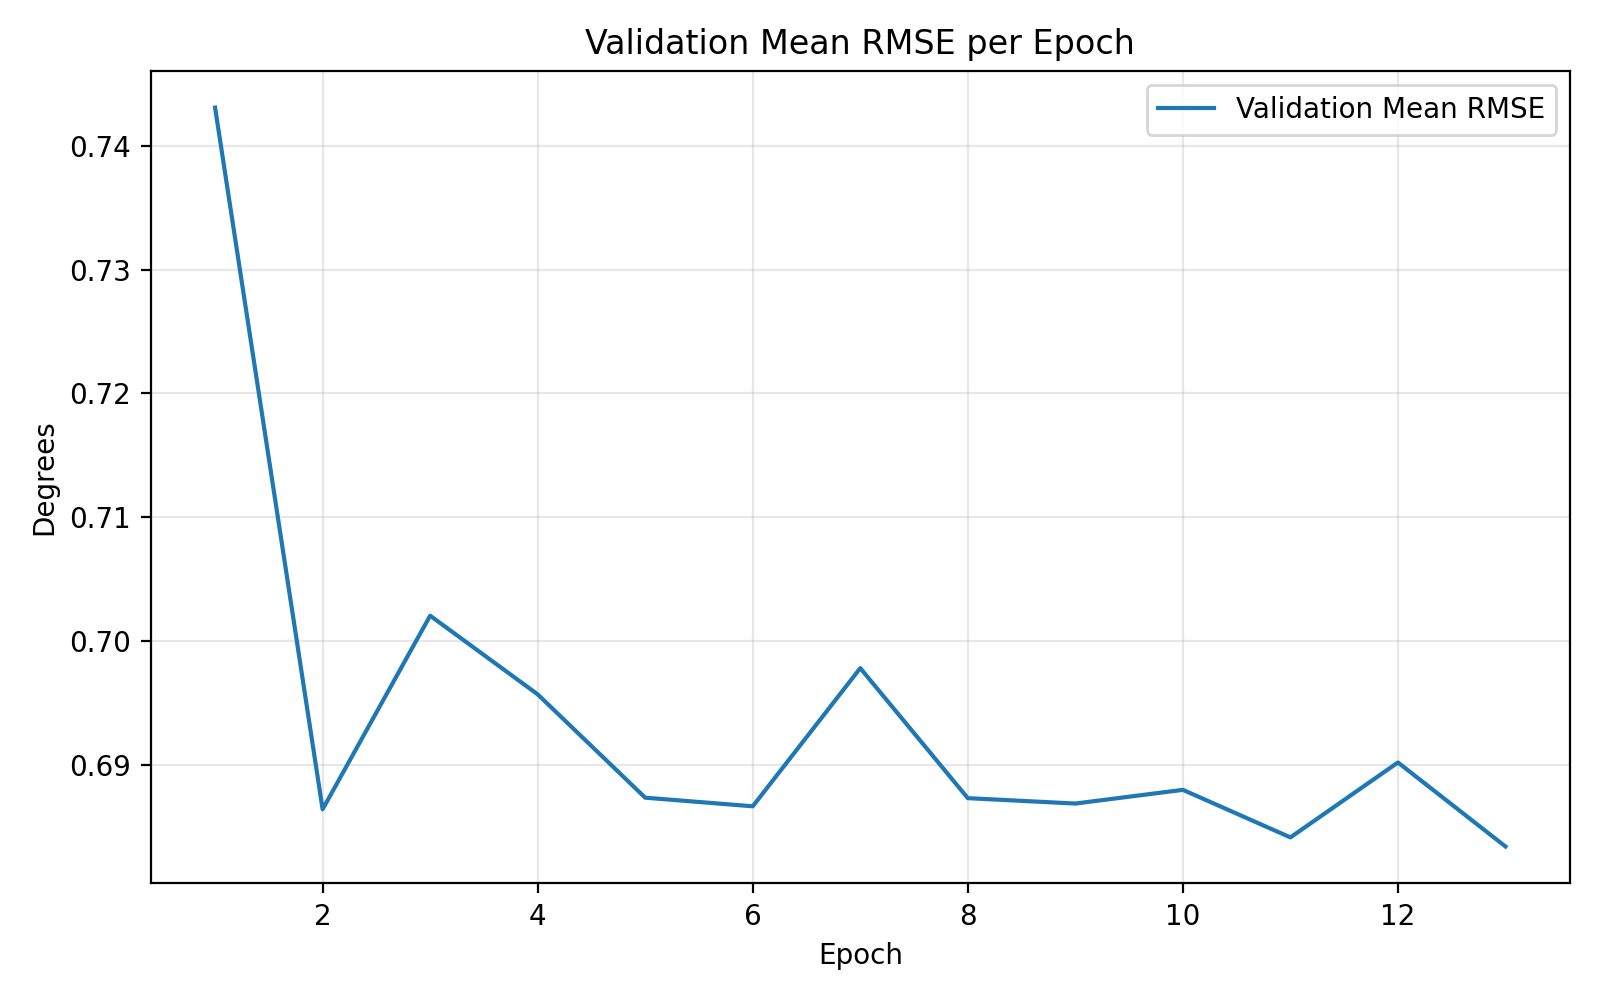 Validation Mean RMSE per Epoch
Validation Mean RMSE
0.74
0.73
0.72
0.71
0.70
0.69
Degrees
2 4 6 8 10 12
Epoch